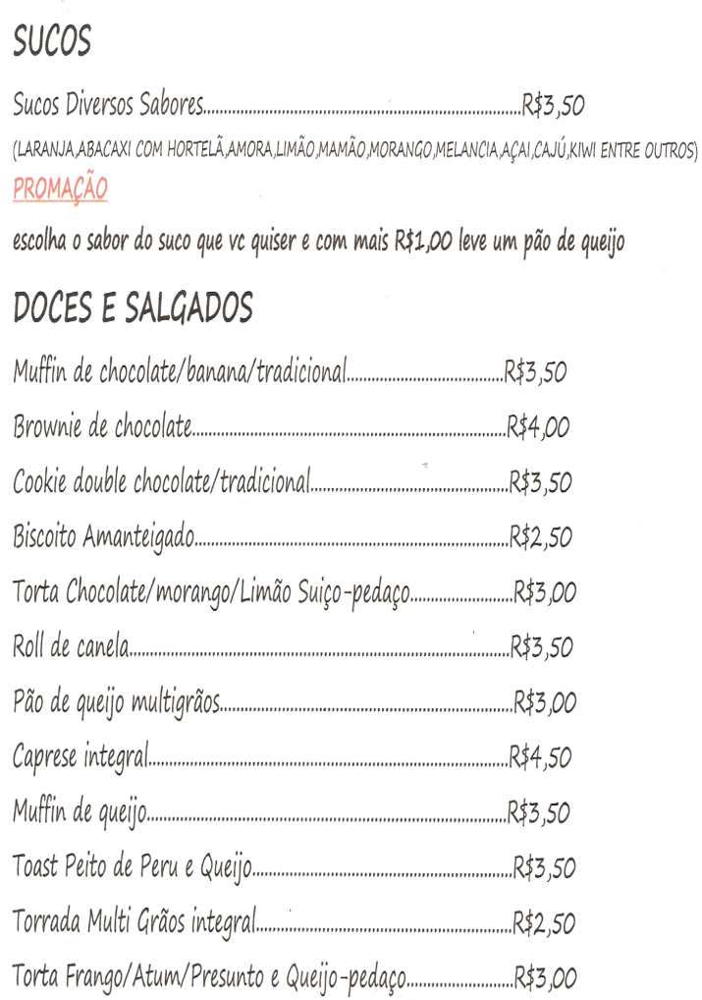 SUCOS
Sucos Diversos Sabores....................................................................................R$3,50
(LARANJA,ABACAXI COM HORTELÃ,AMORA,LIMÃO,MAMÃO,MORANGO,MELANCIA,AÇAI,CAJÚ,KIWI ENTRE OUTROS)
PROMAÇÃO
escolha o sabor do suco que vc quiser e com mais R$1,00 leve um pão de queijo
DOCES E SALGADOS
Muffin de chocolate/banana/tradicional......................................R$3,50
Brownie de chocolate............................................................................R$4,00
Cookie double chocolate/tradicional................................................R$3,50
Biscoito Amanteigado............................................................................R$2,50
Torta Chocolate/morango/Limão Suiço-pedaço.........................R$3,00
Roll de canela............................................................................................R$3,50
Pão de queijo multigrãos.......................................................................R$3,00
Caprese integral.......................................................................................R$4,50
Muffin de queijo.......................................................................................R$3,50
Toast Peito de Peru e Queijo...............................................................R$3,50
Torrada Multi Grãos integral..............................................................R$2,50
Torta Frango/Atum/Presunto e Queijo-pedaço..........................R$3,00